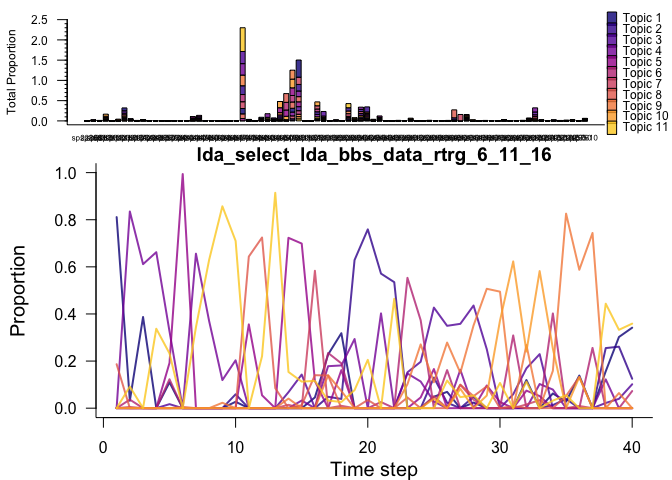 2.5
2.0
1.5
1.0
0.5
0.0
Total Proportion
Topic 1
Topic 2
Topic 3
Topic 4
Topic 5
Topic 6
Topic 7
Topic 8
Topic 9
Topic 10
Topic 11
lda_select_lda_bbs_data_rtrg_6_11_16
1.0
0.8
0.6
0.4
0.2
0.0
Proportion
0 10 20 30 40
Time step